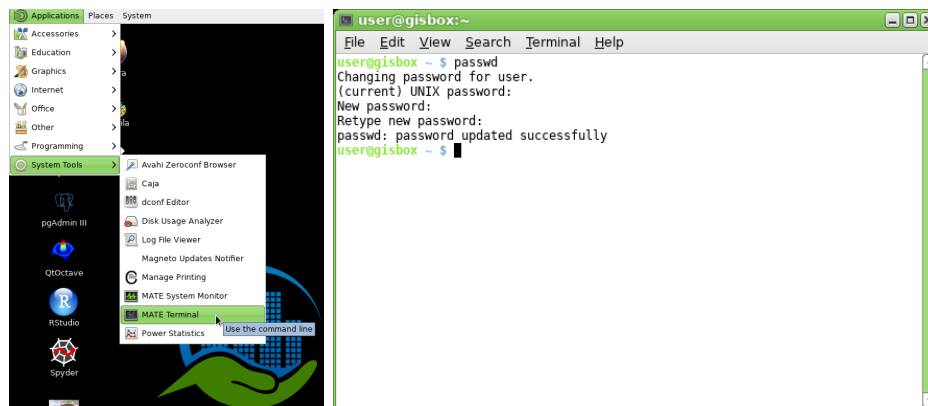 Applications Places System
Accessories
Education
Graphics
Internet
Office
Other
Programming
System Tools
Avahi Zeroconf Browser
Caja
dconf Editor
Disk Usage Analyzer
Log File Viewer
Magneto Updates Notifier
Manage Printing
MATE System Monitor
MATE Terminal
Use the command line
Power Statistics
pgAdmin III
QtOctave
RStudio
Spyder
user@gisbox:~
File Edit View Search Terminal Help
user@gisbox ~ $ passwd
Changing password for user.
(current) UNIX password:
New password:
Retype new password:
passwd: password updated successfully
user@gisbox ~ $